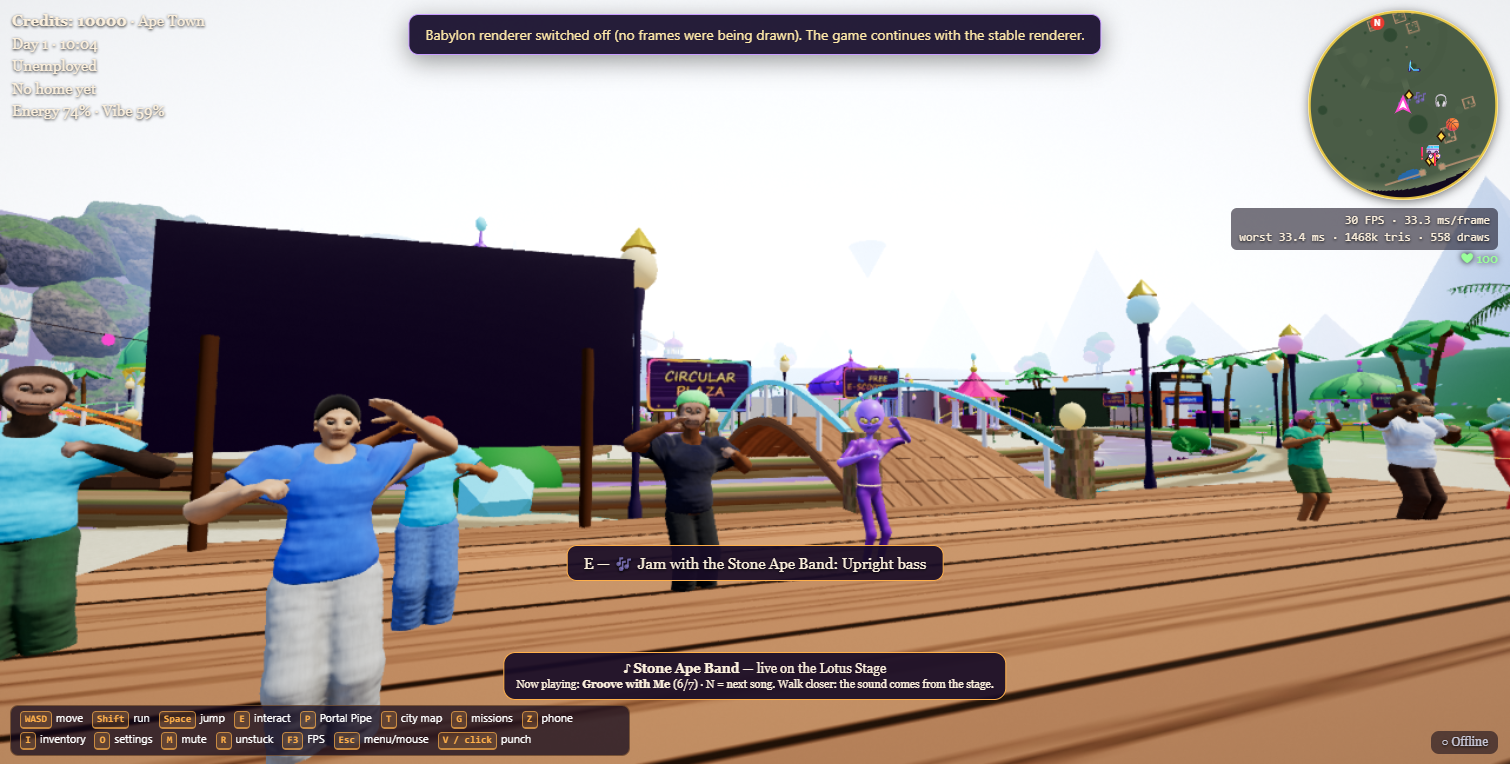 Credits: 10000 · Ape Town
Day 1 · 10:04
Unemployed
No home yet
Energy 74% · Vibe 59%
Babylon renderer switched off (no frames were being drawn). The game continues with the stable renderer.
N
30 FPS · 33.3 ms/frame
worst 33.4 ms · 1468k tris · 558 draws
100
CIRCULAR
PLAZA
FREE
E — 🎶 Jam with the Stone Ape Band: Upright bass
♪ Stone Ape Band — live on the Lotus Stage
Now playing: Groove with Me (6/7) · N = next song. Walk closer: the sound comes from the stage.
WASD move Shift run Space jump E interact P Portal Pipe T city map G missions Z phone
I inventory O settings M mute R unstuck F3 FPS Esc menu/mouse V / click punch
○ Offline